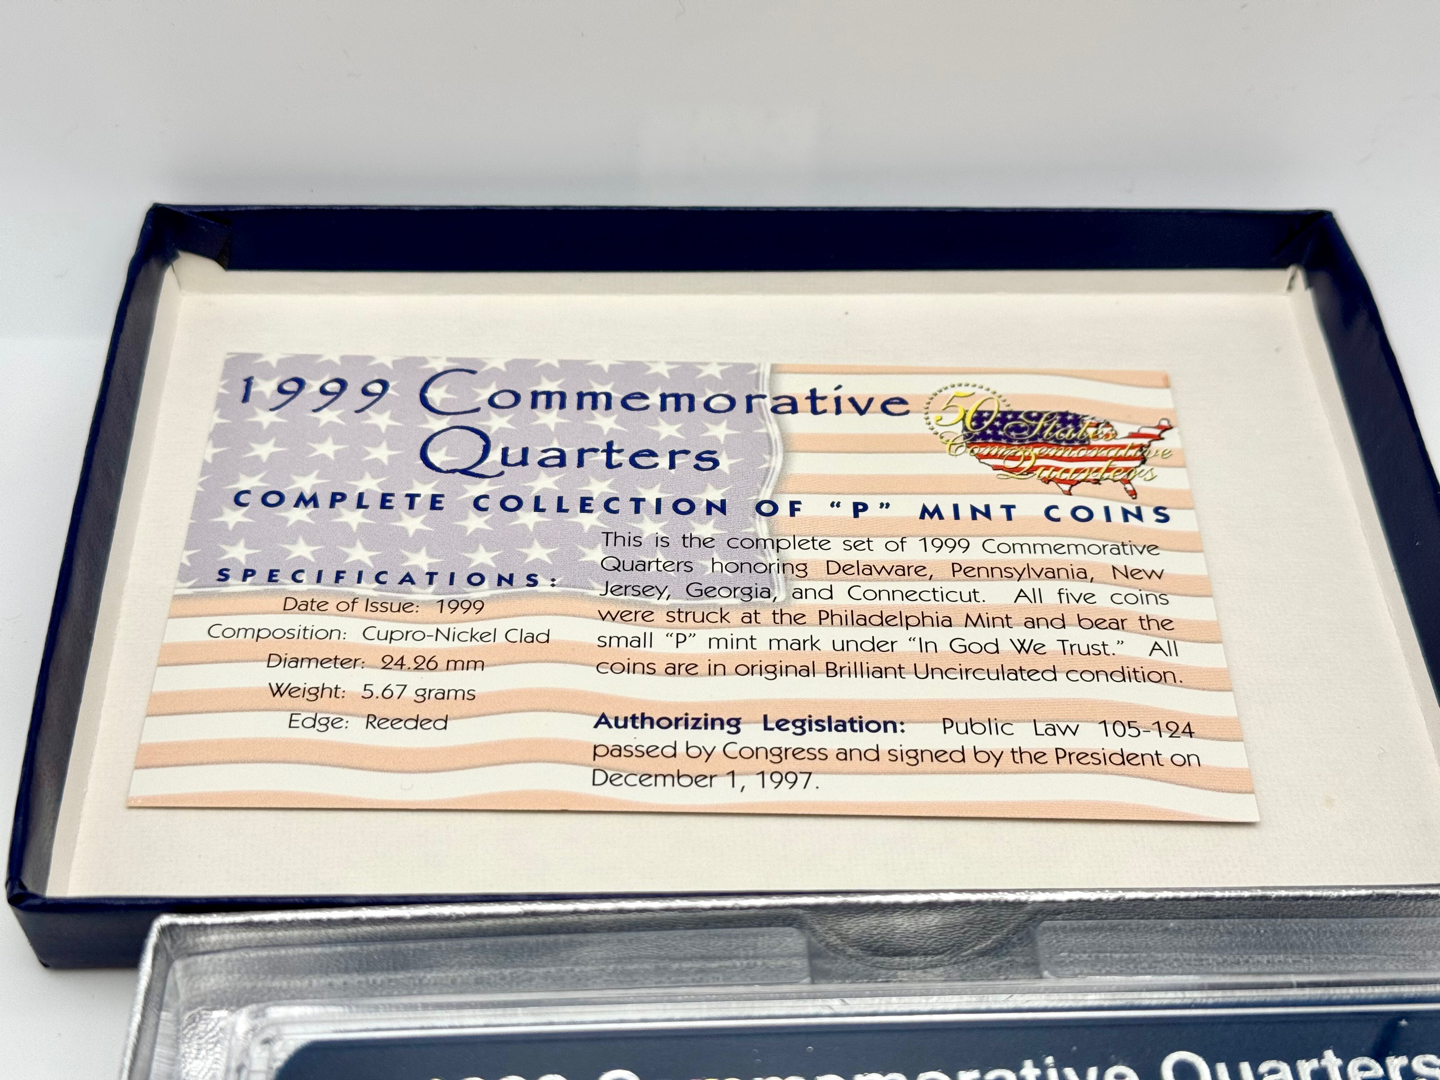 1999 Commemorative
Quarters
50 States
Commemorative
Quarters
COMPLETE COLLECTION OF “P” MINT COINS
SPECIFICATIONS:
Date of Issue: 1999
Composition: Cupro-Nickel Clad
Diameter: 24.26 mm
Weight: 5.67 grams
Edge: Reeded
This is the complete set of 1999 Commemorative
Quarters honoring Delaware, Pennsylvania, New
Jersey, Georgia, and Connecticut. All five coins
were struck at the Philadelphia Mint and bear the
small “P” mint mark under “In God We Trust.” All
coins are in original Brilliant Uncirculated condition.
Authorizing Legislation: Public Law 105-124
passed by Congress and signed by the President on
December 1, 1997.
Commemorative Quarters